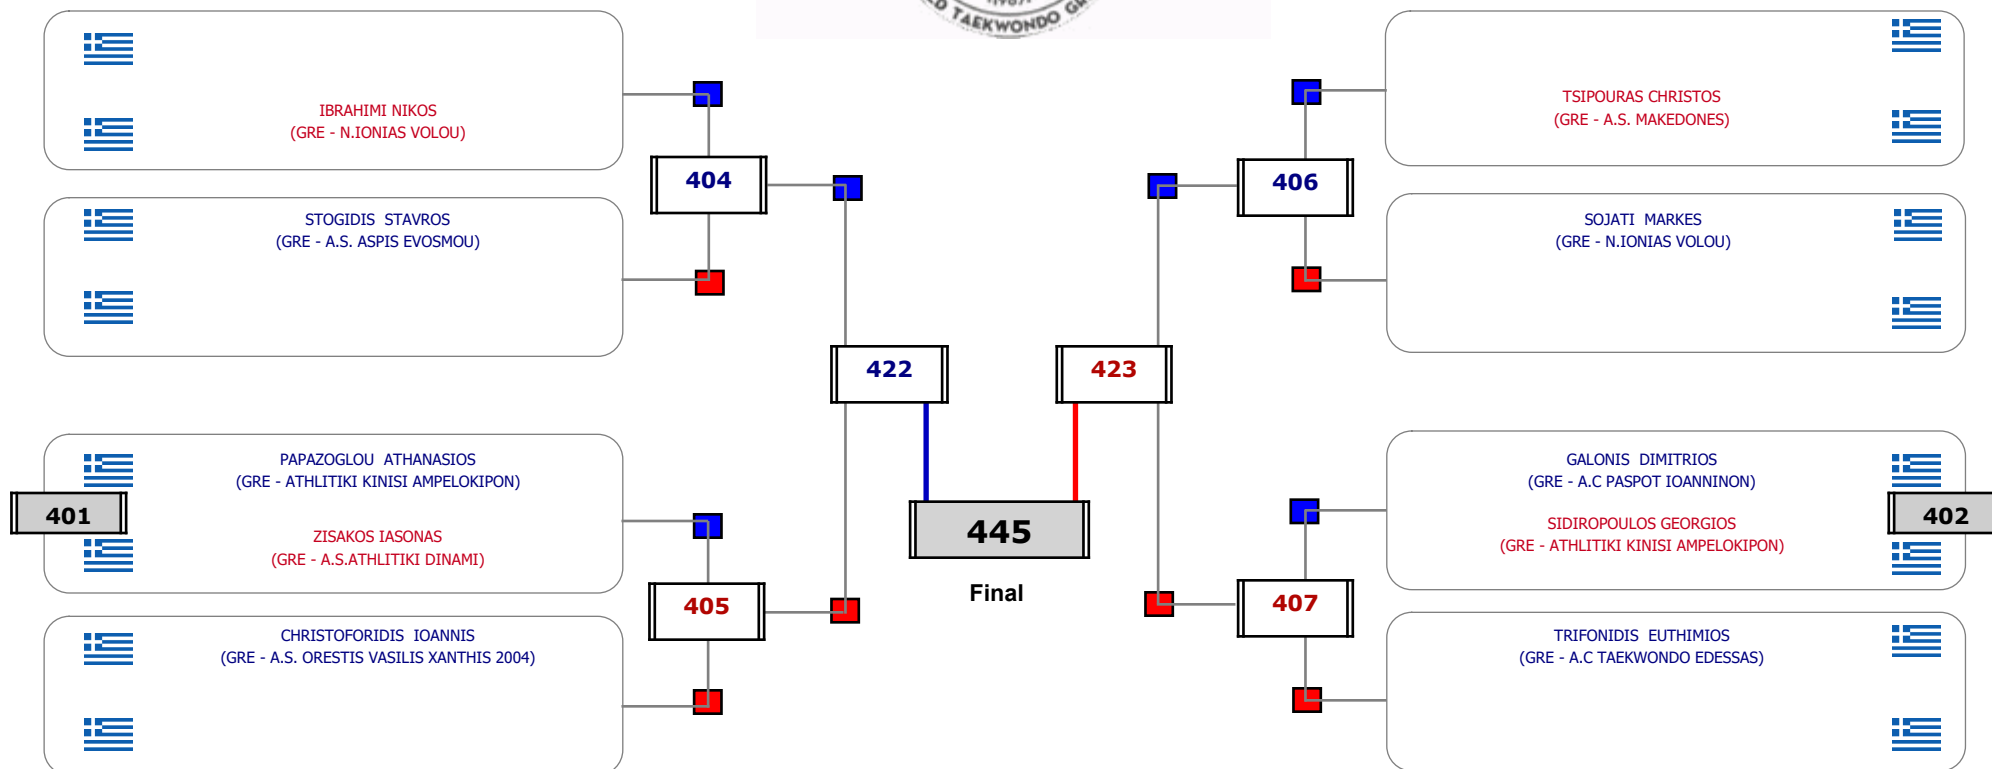 TAEKWONDO
IBRAHIMI NIKOS
(GRE - N.IONIAS VOLOU)
404
STOGIDIS STAVROS
(GRE - A.S. ASPIS EVOSMOU)
422
PAPAZOGLOU ATHANASIOS
(GRE - ATHLITIKI KINISI AMPELOKIPON)
401
ZISAKOS IASONAS
(GRE - A.S.ATHLITIKI DINAMI)
405
CHRISTOFORIDIS IOANNIS
(GRE - A.S. ORESTIS VASILIS XANTHIS 2004)
445
Final
TSIPOURAS CHRISTOS
(GRE - A.S. MAKEDONES)
406
SOJATI MARKES
(GRE - N.IONIAS VOLOU)
423
GALONIS DIMITRIOS
(GRE - A.C PASPOT IOANNINON)
402
SIDIROPOULOS GEORGIOS
(GRE - ATHLITIKI KINISI AMPELOKIPON)
407
TRIFONIDIS EUTHIMIOS
(GRE - A.C TAEKWONDO EDESSAS)